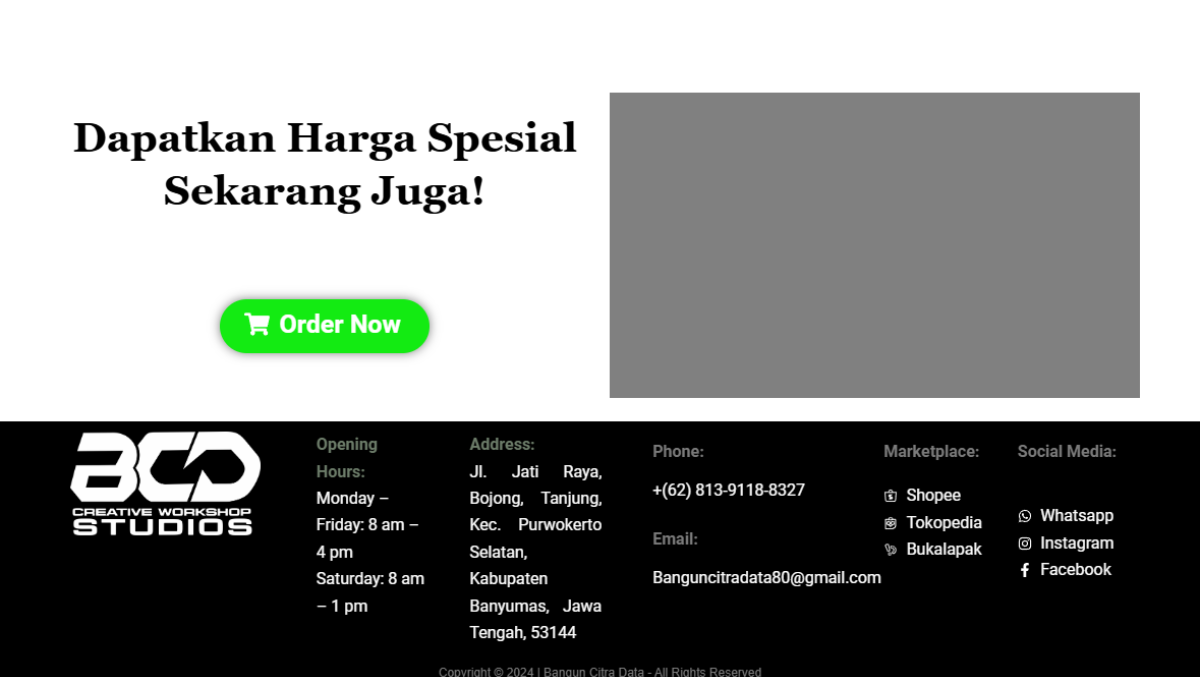 Dapatkan Harga Spesial
Sekarang Juga!
Order Now
BCD
CREATIVE WORKSHOP
STUDIOS
Opening
Hours:
Monday –
Friday: 8 am –
4 pm
Saturday: 8 am
– 1 pm
Address:
Jl. Jati Raya,
Bojong, Tanjung,
Kec. Purwokerto
Selatan,
Kabupaten
Banyumas, Jawa
Tengah, 53144
Phone:
+(62) 813-9118-8327
Email:
Banguncitradata80@gmail.com
Marketplace:
Shopee
Tokopedia
Bukalapak
Social Media:
Whatsapp
Instagram
Facebook
Copyright © 2024 | Bangun Citra Data - All Rights Reserved